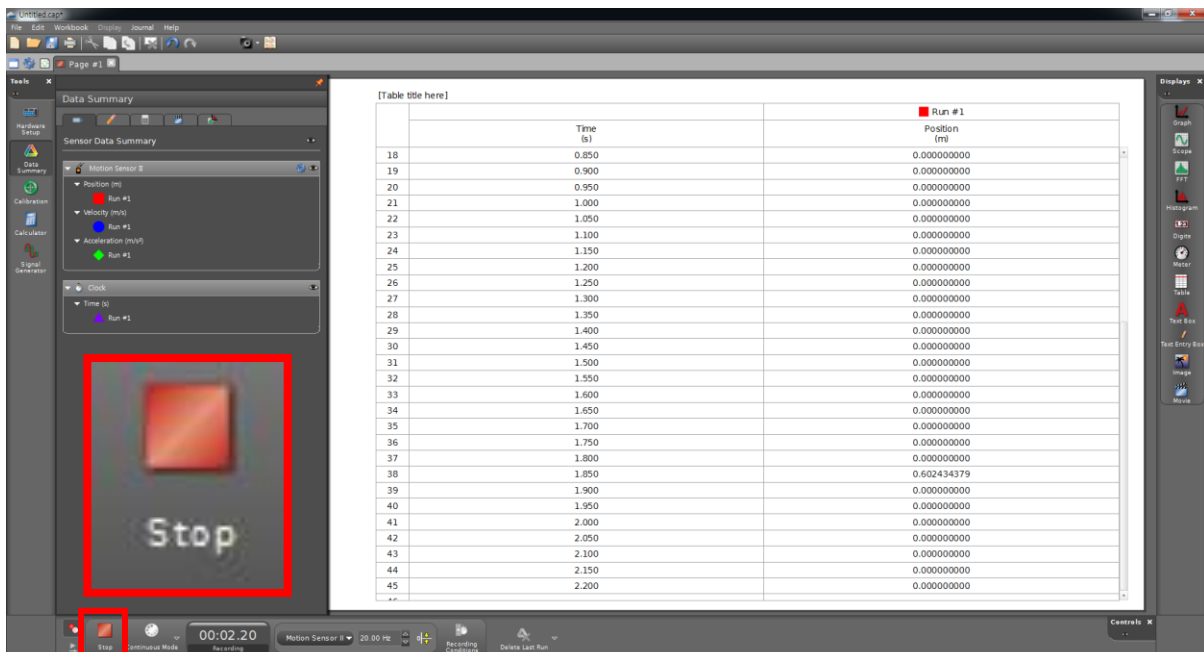 Untitled.cap*
File Edit Workbook Display Journal Help
Page #1
Tools X
Hardware Setup
Data Summary
Calibration
Calculator
Signal Generator
Data Summary
Sensor Data Summary
Motion Sensor II
Position (m)
Run #1
Velocity (m/s)
Run #1
Acceleration (m/s²)
Run #1
Clock
Time (s)
Run #1
Stop
[Table title here]
Run #1
Time (s) Position (m)
18 0.850 0.000000000
19 0.900 0.000000000
20 0.950 0.000000000
21 1.000 0.000000000
22 1.050 0.000000000
23 1.100 0.000000000
24 1.150 0.000000000
25 1.200 0.000000000
26 1.250 0.000000000
27 1.300 0.000000000
28 1.350 0.000000000
29 1.400 0.000000000
30 1.450 0.000000000
31 1.500 0.000000000
32 1.550 0.000000000
33 1.600 0.000000000
34 1.650 0.000000000
35 1.700 0.000000000
36 1.750 0.000000000
37 1.800 0.000000000
38 1.850 0.602434379
39 1.900 0.000000000
40 1.950 0.000000000
41 2.000 0.000000000
42 2.050 0.000000000
43 2.100 0.000000000
44 2.150 0.000000000
45 2.200 0.000000000
Displays X
Graph
Scope
FFT
Histogram
Digits
Meter
Table
Text Box
Text Entry Box
Image
Movie
Stop
Continuous Mode
00:02.20
Recording
Motion Sensor II
20.00 Hz
Recording Conditions
Delete Last Run
Controls X